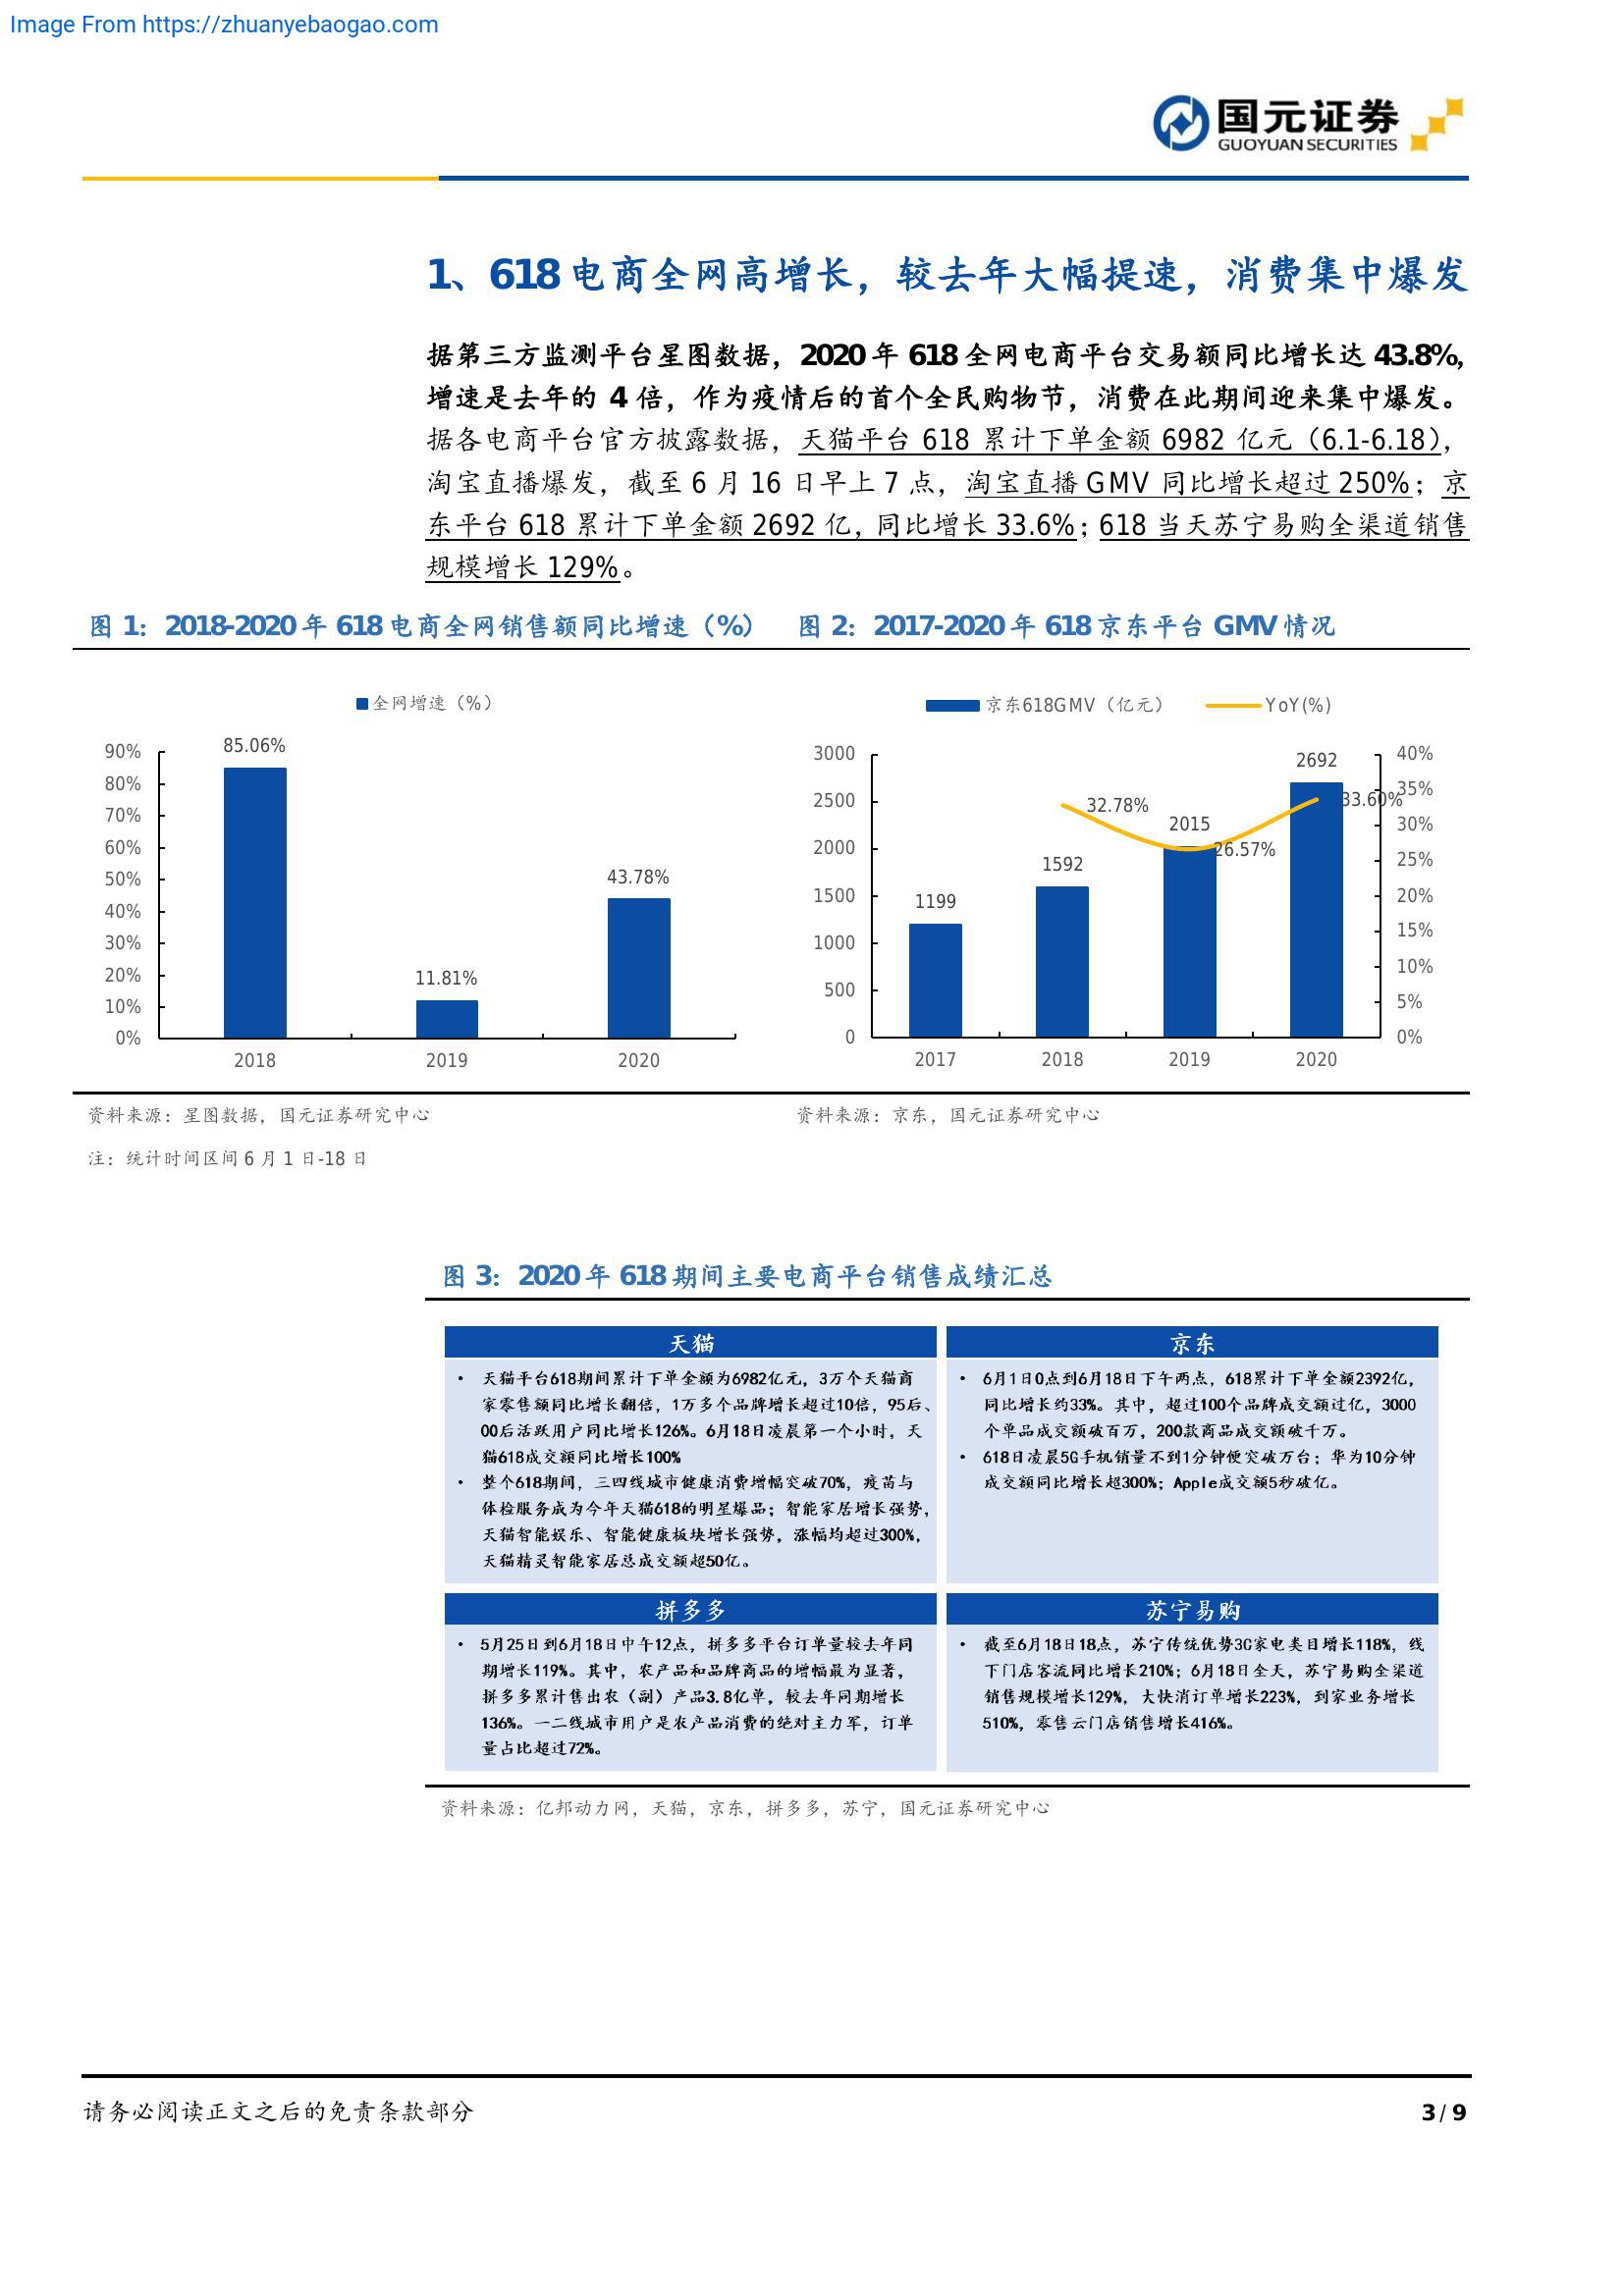 Image From https://zhuanyebaogao.com
国元证券
GUOYUAN SECURITIES
1、618 电商全网高增长，较去年大幅提速，消费集中爆发
据第三方监测平台星图数据，2020 年 618 全网电商平台交易额同比增长达 43.8%，
增速是去年的 4 倍，作为疫情后的首个全民购物节，消费在此期间迎来集中爆发。
据各电商平台官方披露数据，天猫平台 618 累计下单金额 6982 亿元（6.1-6.18），
淘宝直播爆发，截至 6 月 16 日早上 7 点，淘宝直播 GMV 同比增长超过 250%；京
东平台 618 累计下单金额 2692 亿，同比增长 33.6%；618 当天苏宁易购全渠道销售
规模增长 129%。
图 1：2018-2020 年 618 电商全网销售额同比增速（%）
全网增速（%）
90%
80%
70%
60%
50%
40%
30%
20%
10%
0%
85.06%
11.81%
43.78%
2018
2019
2020
资料来源：星图数据，国元证券研究中心
注：统计时间区间 6 月 1 日-18 日
图 2：2017-2020 年 618 京东平台 GMV 情况
京东618GMV（亿元）
YoY(%)
3000
2500
2000
1500
1000
500
0
1199
1592
2015
2692
32.78%
26.57%
33.60%
40%
35%
30%
25%
20%
15%
10%
5%
0%
2017
2018
2019
2020
资料来源：京东，国元证券研究中心
图 3：2020 年 618 期间主要电商平台销售成绩汇总
天猫
• 天猫平台618期间累计下单金额为6982亿元，3万个天猫商
家零售额同比增长翻倍，1万多个品牌增长超过10倍，95后、
00后活跃用户同比增长126%。6月18日凌晨第一个小时，天
猫618成交额同比增长100%
• 整个618期间，三四线城市健康消费增幅突破70%，疫苗与
体检服务成为今年天猫618的明星爆品；智能家居增长强势，
天猫智能娱乐、智能健康板块增长强势，涨幅均超过300%，
天猫精灵智能家居总成交额超50亿。
京东
• 6月1日0点到6月18日下午两点，618累计下单金额2392亿，
同比增长约33%。其中，超过100个品牌成交额过亿，3000
个单品成交额破百万，200款商品成交额破千万。
• 618日凌晨5G手机销量不到1分钟便突破万台；华为10分钟
成交额同比增长超300%；Apple成交额5秒破亿。
拼多多
• 5月25日到6月18日中午12点，拼多多平台订单量较去年同
期增长119%。其中，农产品和品牌商品的增幅最为显著，
拼多多累计售出农（副）产品3.8亿单，较去年同期增长
136%。一二线城市用户是农产品消费的绝对主力军，订单
量占比超过72%。
苏宁易购
• 截至6月18日18点，苏宁传统优势3C家电类目增长118%，线
下门店客流同比增长210%；6月18日全天，苏宁易购全渠道
销售规模增长129%，大快消订单增长223%，到家业务增长
510%，零售云门店销售增长416%。
资料来源：亿邦动力网，天猫，京东，拼多多，苏宁，国元证券研究中心
请务必阅读正文之后的免责条款部分
3 / 9